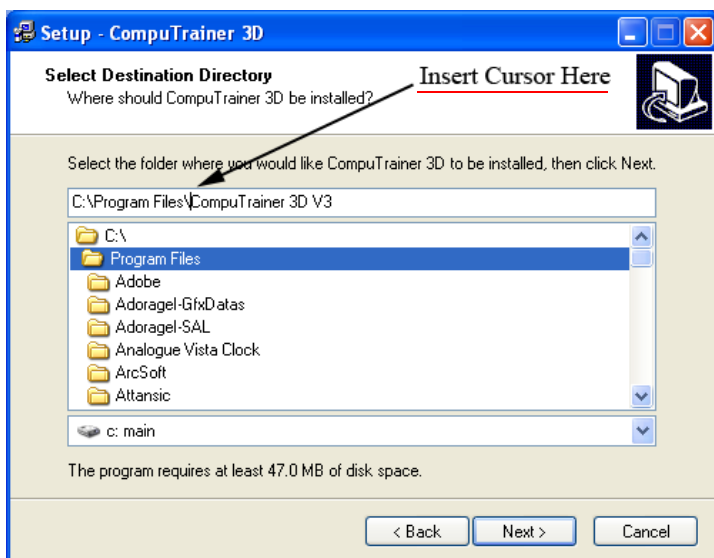 Setup - CompuTrainer 3D
Select Destination Directory
Insert Cursor Here
Where should CompuTrainer 3D be installed?
Select the folder where you would like CompuTrainer 3D to be installed, then click Next.
C:\Program Files\CompuTrainer 3D V3
C:\
Program Files
Adobe
Adoragel-GfxDatas
Adoragel-SAL
Analogue Vista Clock
ArcSoft
Attansic
c: main
The program requires at least 47.0 MB of disk space.
< Back
Next >
Cancel